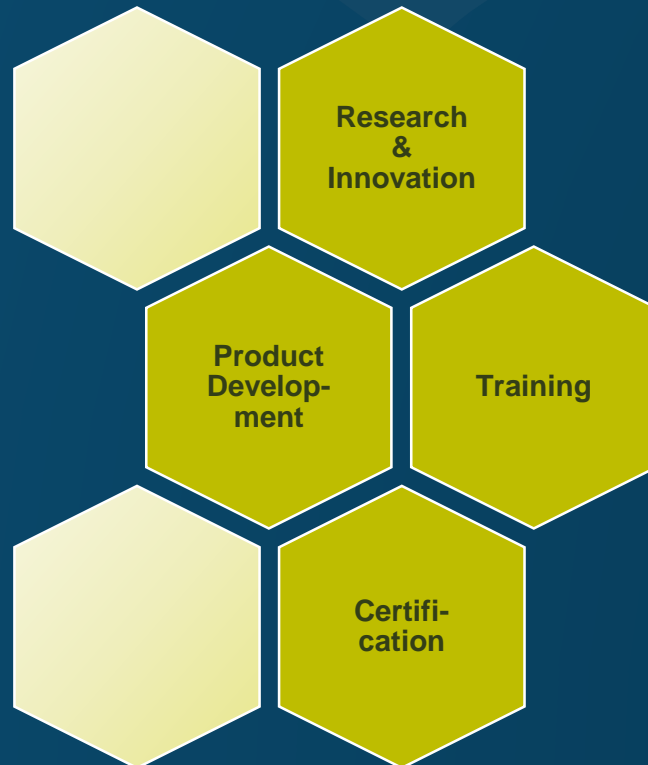 Research
&
Innovation
Product
Develop-
ment
Training
Certifi-
cation